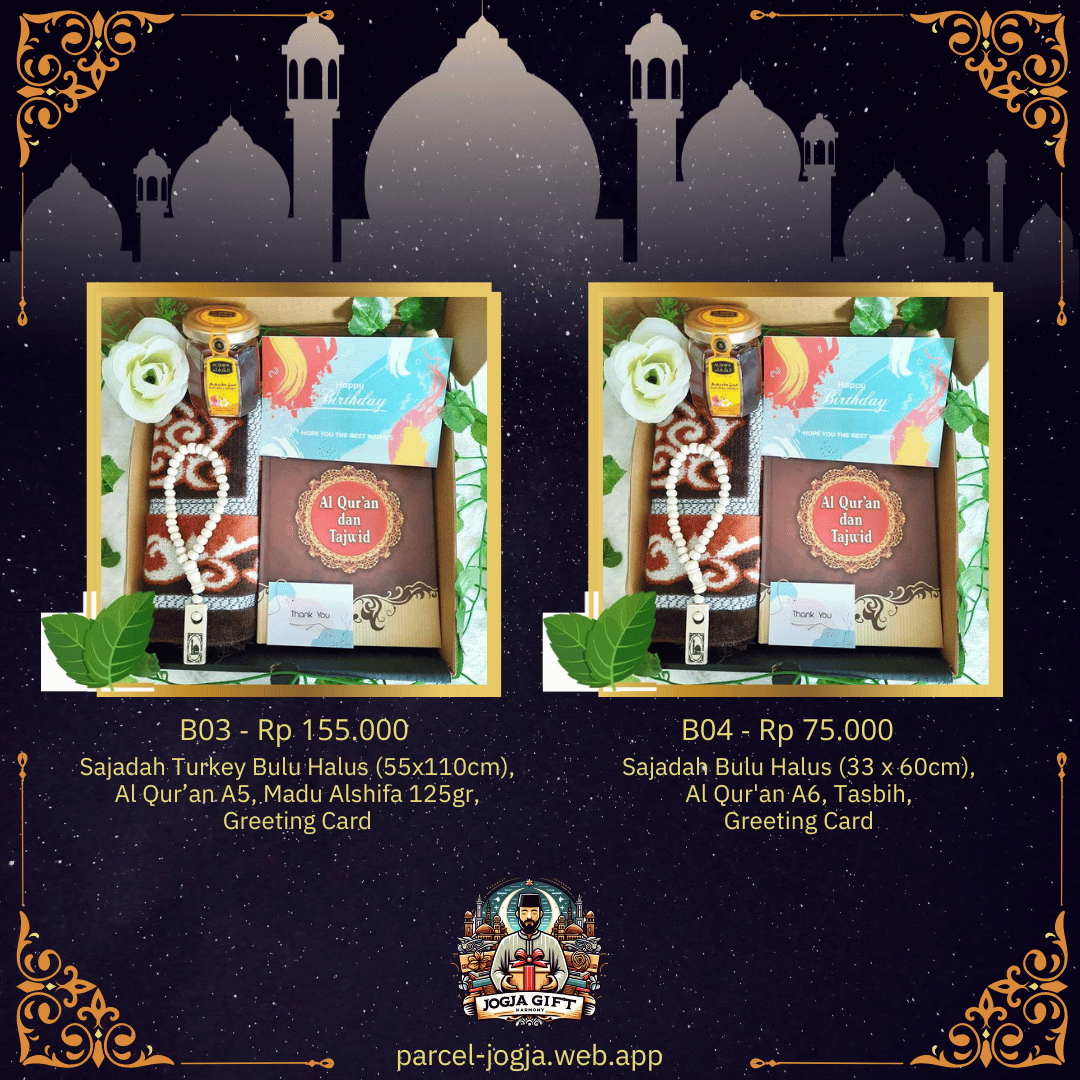 Happy
Birthday
HOPE YOU THE BEST WISHES
Al Qur'an
dan
Tajwid
Thank You
Happy
Birthday
HOPE YOU THE BEST WISHES
Al Qur'an
dan
Tajwid
Thank You
B03 - Rp 155.000
Sajadah Turkey Bulu Halus (55x110cm),
Al Qur’an A5, Madu Alshifa 125gr,
Greeting Card
B04 - Rp 75.000
Sajadah Bulu Halus (33 x 60cm),
Al Qur'an A6, Tasbih,
Greeting Card
JOGJA GIFT
HARMONY
parcel-jogja.web.app